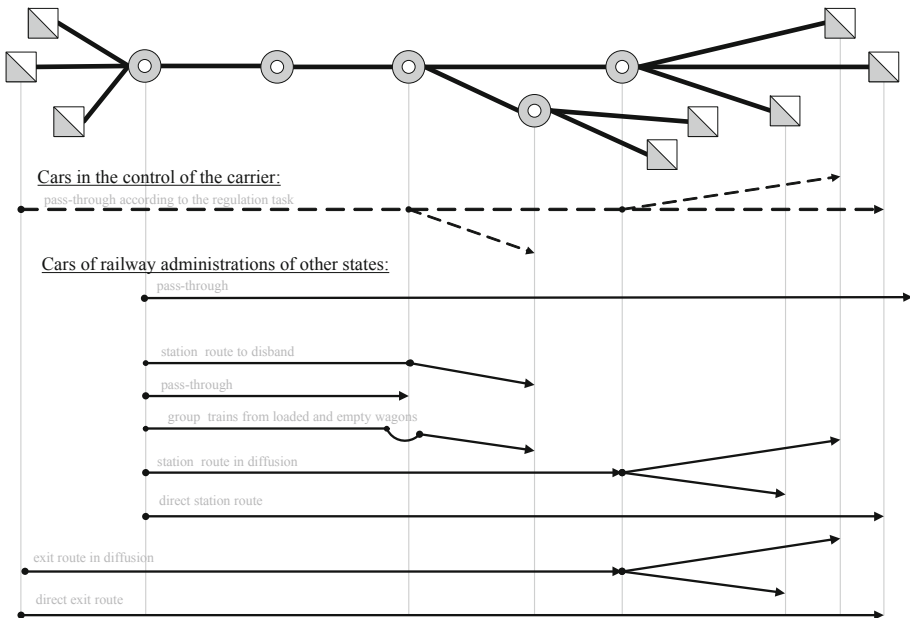 Cars in the control of the carrier:
pass-through according to the regulation task
Cars of railway administrations of other states:
pass-through
station route to disband
pass-through
group trains from loaded and empty wagons
station route in diffusion
direct station route
exit route in diffusion
direct exit route